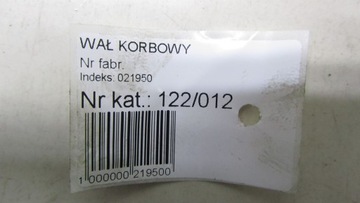 WAŁ KORBOWY
Nr fabr.
Indeks: 021950
Nr kat.: 122/012
1 000000 219500